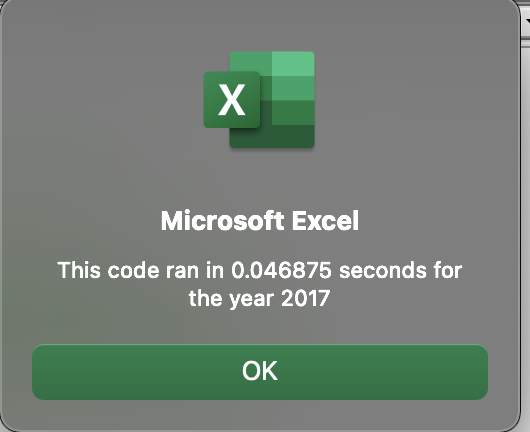 X
Microsoft Excel
This code ran in 0.046875 seconds for
the year 2017
OK